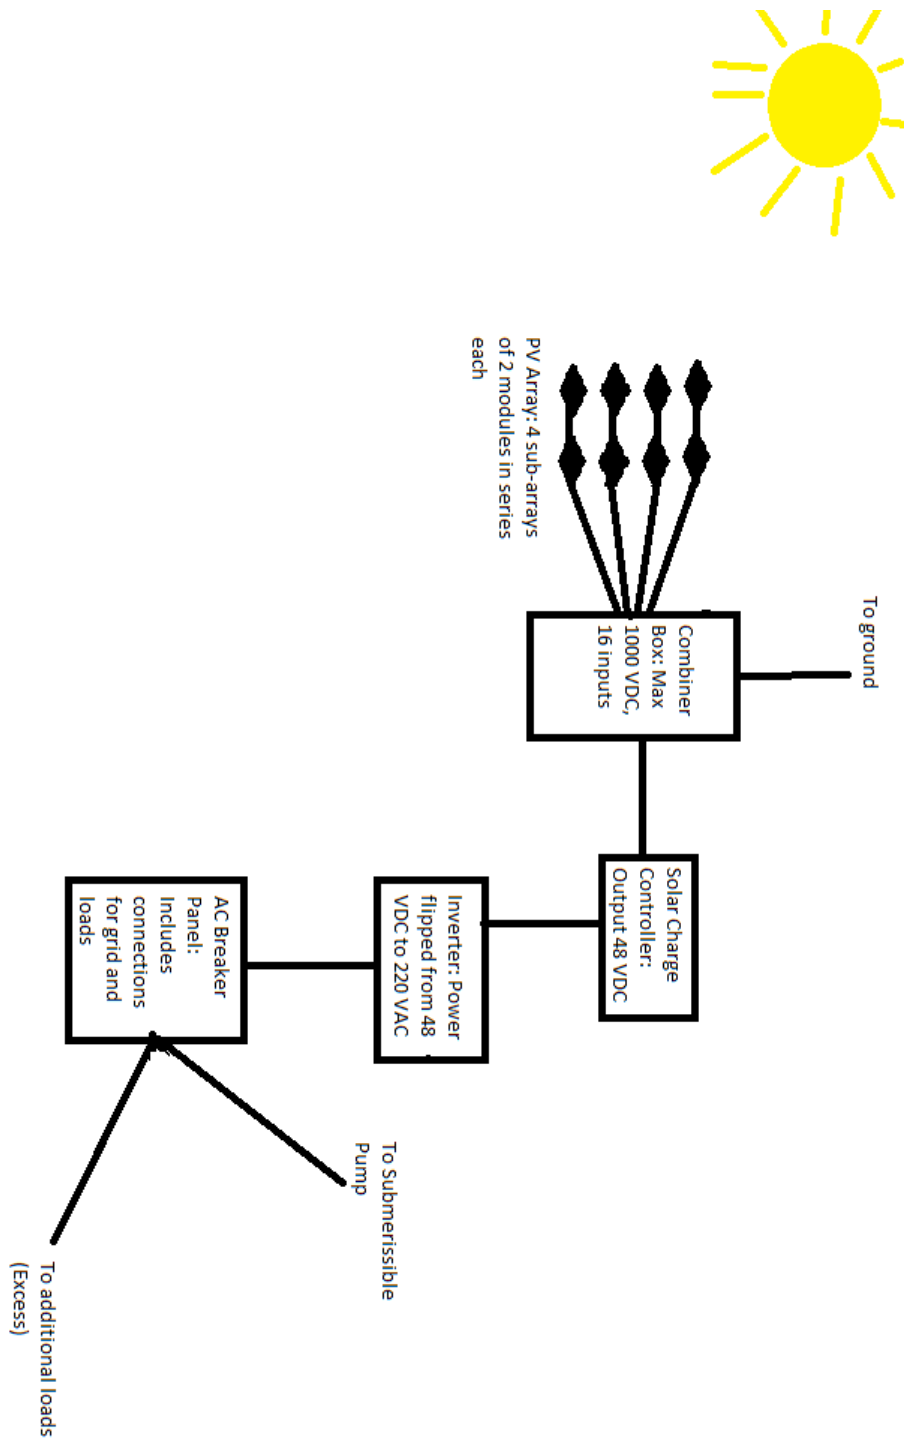 To ground
PV Array: 4 sub-arrays
of 2 modules in series
each
Combiner
Box: Max
1000 VDC,
16 inputs
Solar Charge
Controller:
Output 48 VDC
Inverter: Power
flipped from 48
VDC to 220 VAC
AC Breaker
Panel:
Includes
connections
for grid and
loads
To Submerissible
Pump
To additional loads
(Excess)